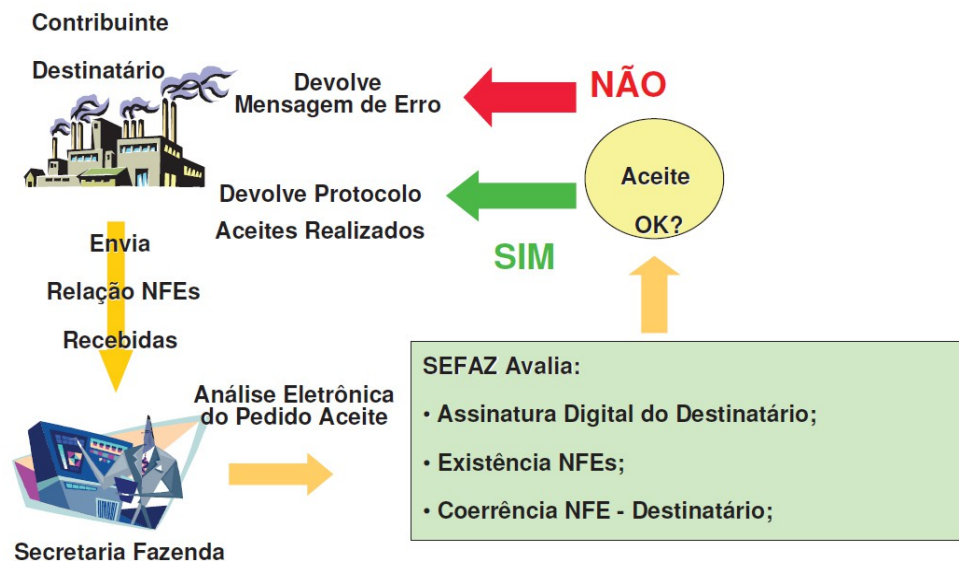 Contribuinte
Destinatário
Devolve
Mensagem de Erro
NÃO
Aceite
OK?
Devolve Protocolo
Aceites Realizados
SIM
Envia
Relação NFEs
Recebidas
Análise Eletrônica
do Pedido Aceite
SEFAZ Avalia:
• Assinatura Digital do Destinatário;
• Existência NFEs;
• Coerrência NFE - Destinatário;
Secretaria Fazenda